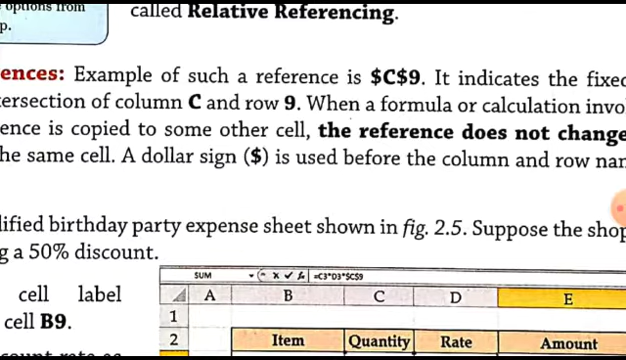 options from
p.
called Relative Referencing.
ences: Example of such a reference is $C$9. It indicates the fixed
ersection of column C and row 9. When a formula or calculation invo
ence is copied to some other cell, the reference does not change
he same cell. A dollar sign ($) is used before the column and row nam
lified birthday party expense sheet shown in fig. 2.5. Suppose the shop
g a 50% discount.
cell label
cell B9.
SUM =C3*D3*$C$9
A B C D E
1
2 Item Quantity Rate Amount